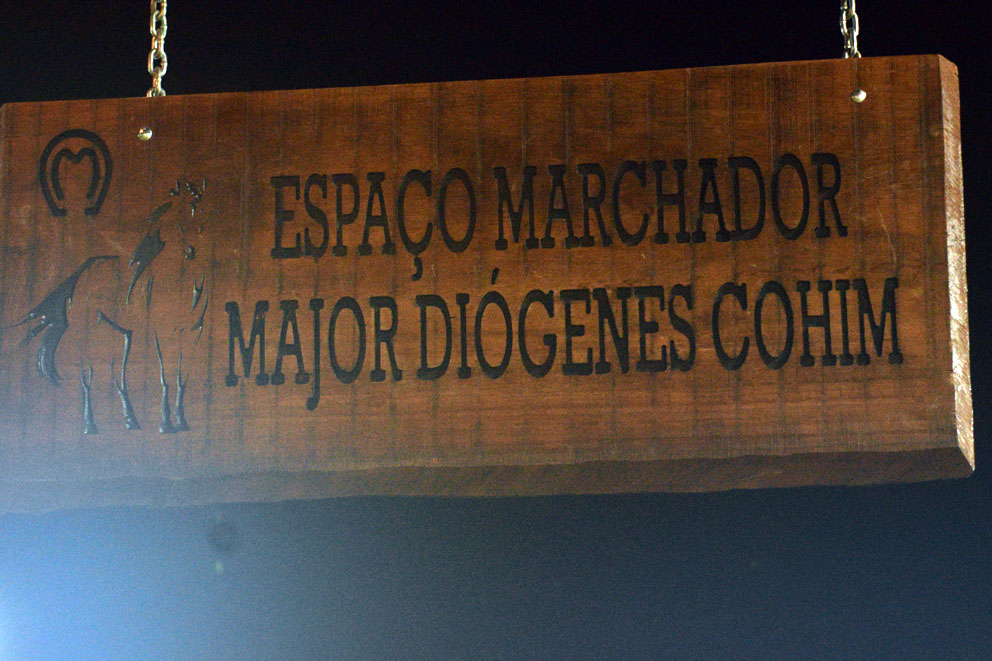 M
ESPAÇO MARCHADOR
MAJOR DIÓGENES COHIM